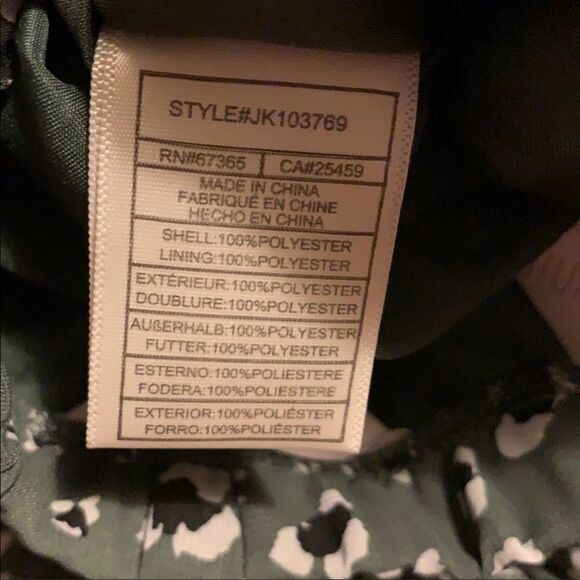 STYLE#JK103769
RN#67365 CA#25459
MADE IN CHINA
FABRIQUÉ EN CHINE
HECHO EN CHINA
SHELL:100%POLYESTER
LINING:100%POLYESTER
EXTÉRIEUR:100%POLYESTER
DOUBLURE:100%POLYESTER
AUßERHALB:100%POLYESTER
FUTTER:100%POLYESTER
ESTERNO:100%POLIESTERE
FODERA:100%POLIESTERE
EXTERIOR:100%POLIÉSTER
FORRO:100%POLIÉSTER